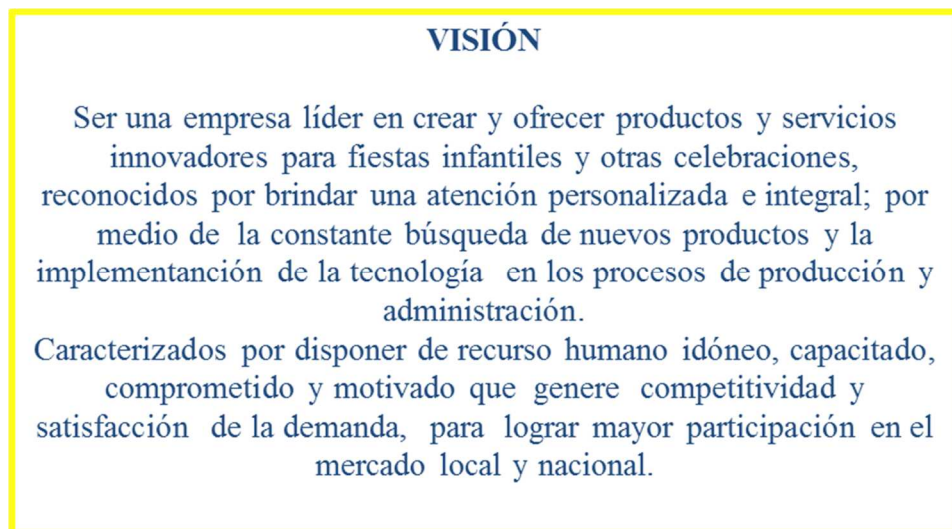 VISIÓN
Ser una empresa líder en crear y ofrecer productos y servicios
innovadores para fiestas infantiles y otras celebraciones,
reconocidos por brindar una atención personalizada e integral; por
medio de la constante búsqueda de nuevos productos y la
implementanción de la tecnología en los procesos de producción y
administración.
Caracterizados por disponer de recurso humano idóneo, capacitado,
comprometido y motivado que genere competitividad y
satisfacción de la demanda, para lograr mayor participación en el
mercado local y nacional.